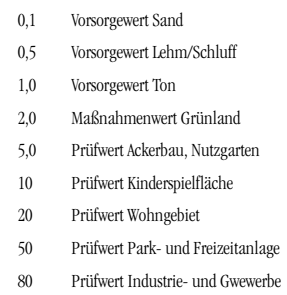 0,1 Vorsorgewert Sand
0,5 Vorsorgewert Lehm/Schluff
1,0 Vorsorgewert Ton
2,0 Maßnahmenwert Grünland
5,0 Prüfwert Ackerbau, Nutzgarten
10 Prüfwert Kinderspielfläche
20 Prüfwert Wohngebiet
50 Prüfwert Park- und Freizeitanlage
80 Prüfwert Industrie- und Gwewerbe